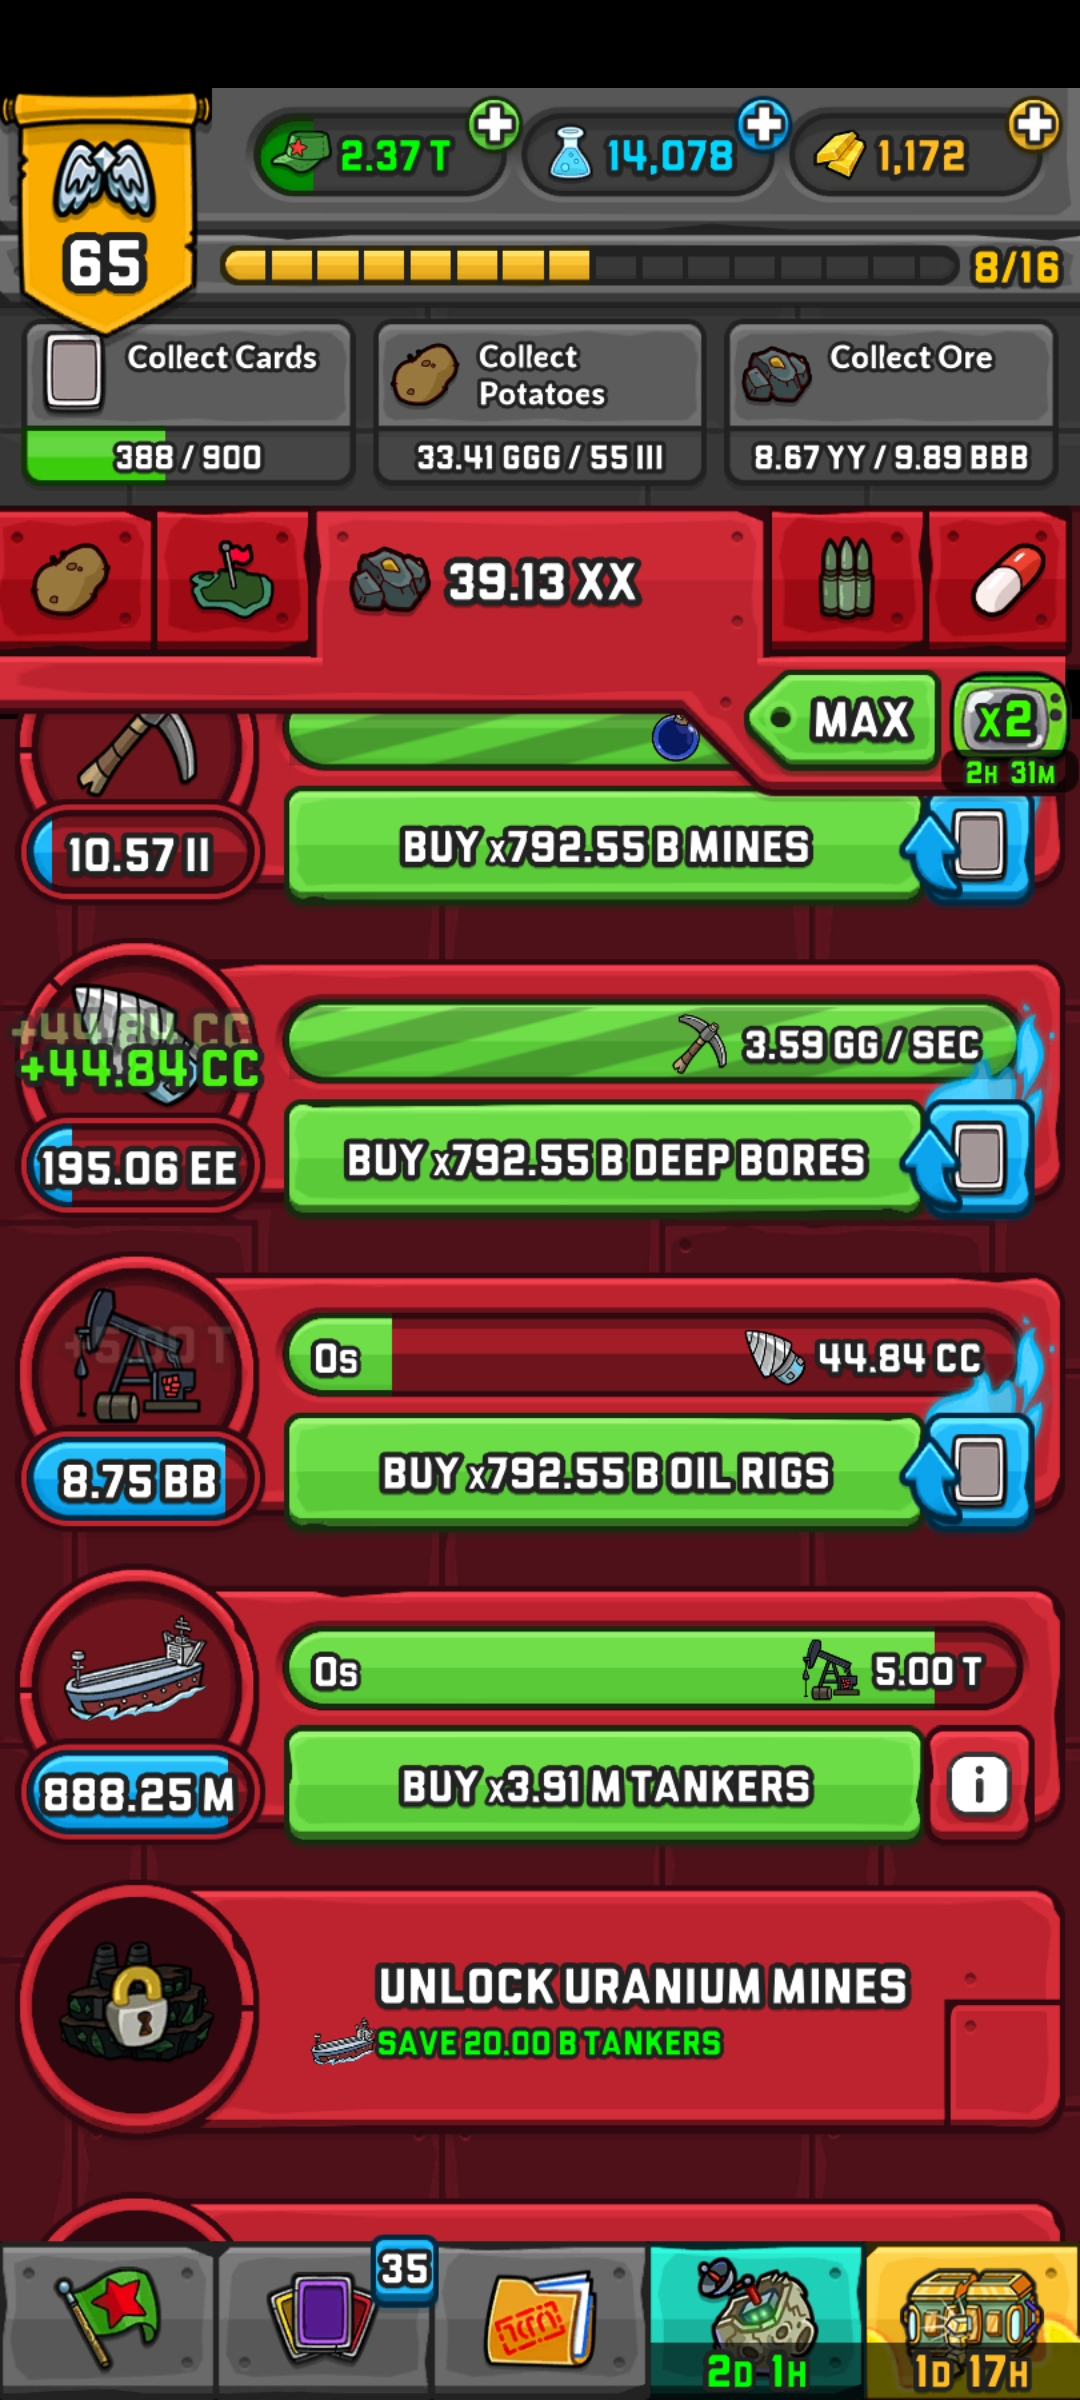 2.37 T
14,078
1,172
65
8/16
Collect Cards
388 / 900
Collect
Potatoes
33.41 GGG / 55 III
Collect Ore
8.67 YY / 9.89 BBB
39.13 XX
MAX
x2
2H 31M
10.57 II
BUY x792.55 B MINES
+44.84 CC
+44.84 CC
3.59 GG / SEC
195.06 EE
BUY x792.55 B DEEP BORES
+5.00 T
0s
44.84 CC
8.75 BB
BUY x792.55 B OIL RIGS
0s
5.00 T
888.25 M
BUY x3.91 M TANKERS
i
UNLOCK URANIUM MINES
SAVE 20.00 B TANKERS
35
2D 1H
1D 17H